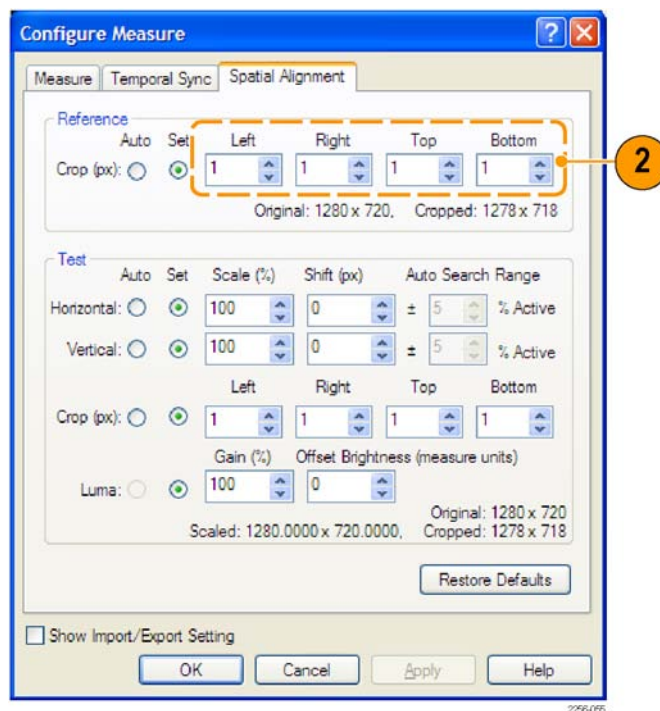 Configure Measure
Measure Temporal Sync Spatial Alignment
Reference
Auto Set Left Right Top Bottom
Crop (px): 1 1 1 1
2
Original: 1280 x 720, Cropped: 1278 x 718
Test
Auto Set Scale (%) Shift (px) Auto Search Range
Horizontal: 100 0 ± 5 % Active
Vertical: 100 0 ± 5 % Active
Left Right Top Bottom
Crop (px): 1 1 1 1
Gain (%) Offset Brightness (measure units)
Luma: 100 0
Original: 1280 x 720
Scaled: 1280.0000 x 720.0000, Cropped: 1278 x 718
Restore Defaults
Show Import/Export Setting
OK Cancel Apply Help
2256-055